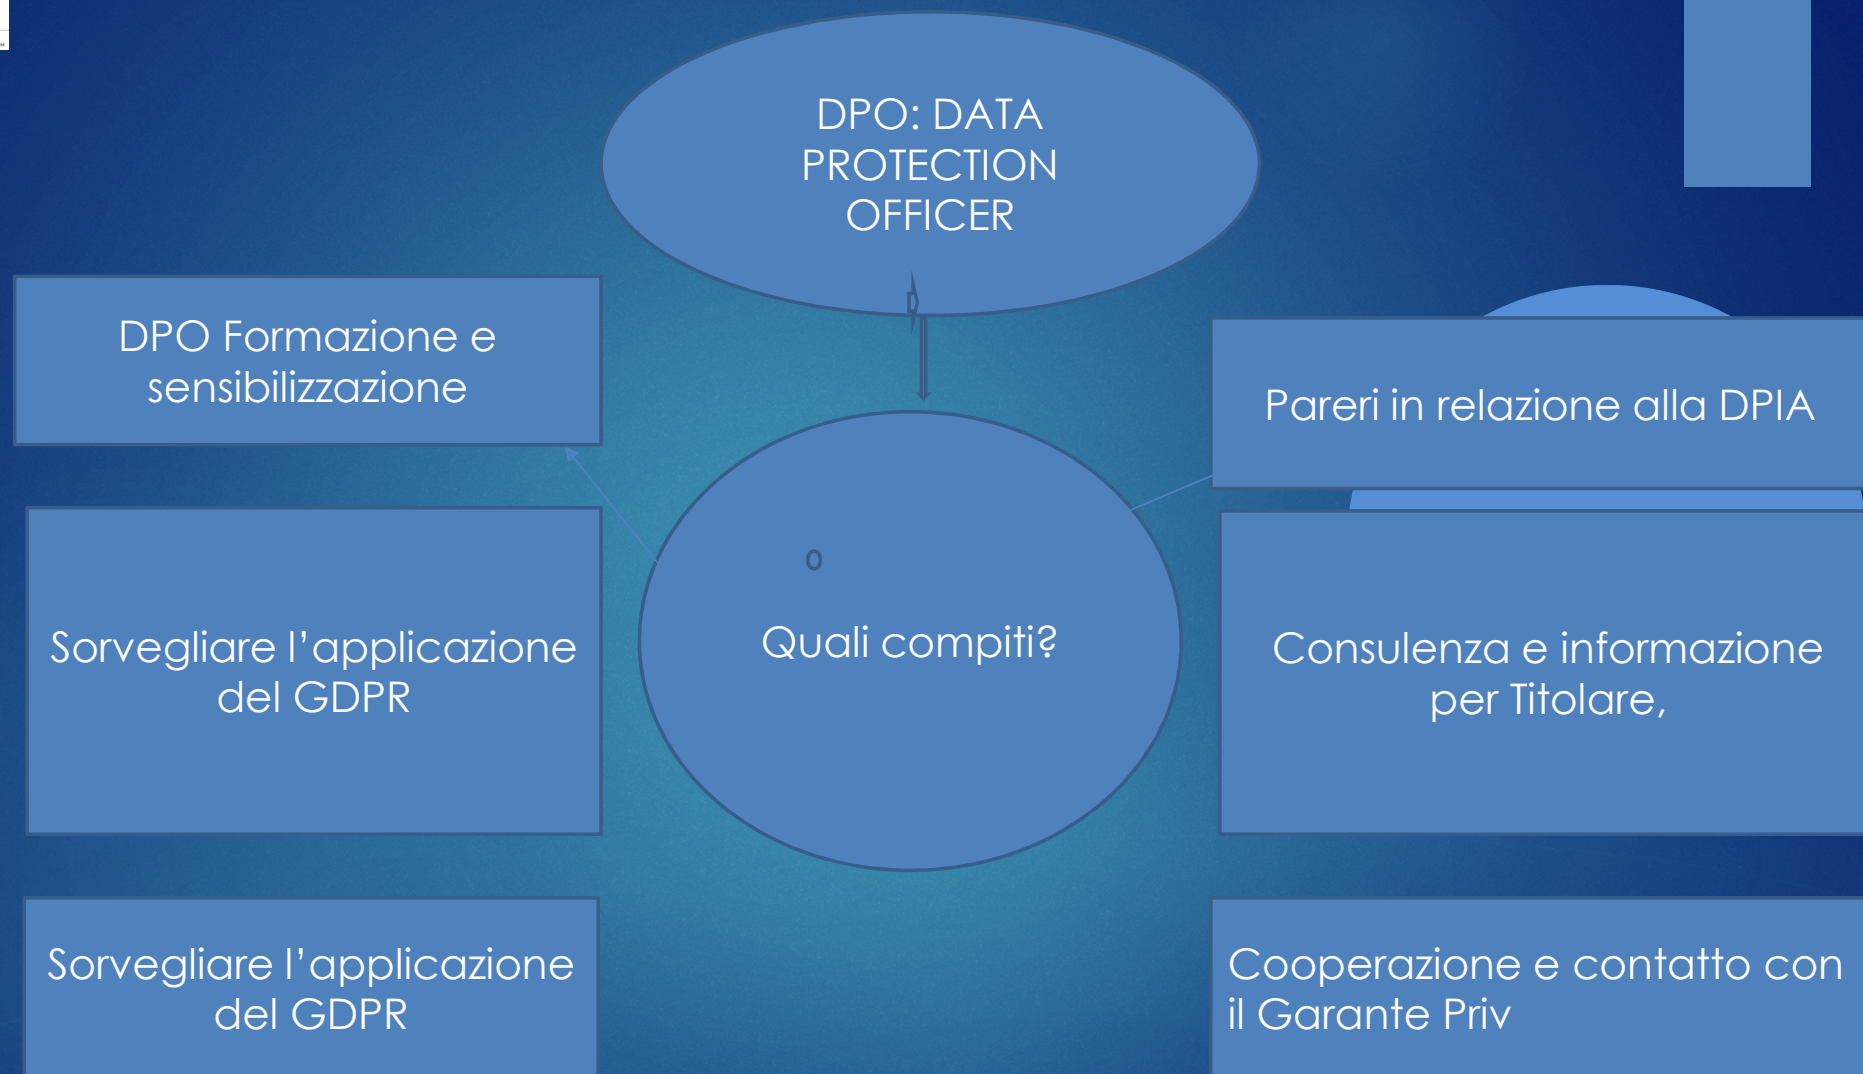 DPO: DATA
PROTECTION
OFFICER
DPO Formazione e
sensibilizzazione
Pareri in relazione alla DPIA
Sorvegliare l’applicazione
del GDPR
Quali compiti?
Consulenza e informazione
per Titolare,
Sorvegliare l’applicazione
del GDPR
Cooperazione e contatto con
il Garante Priv